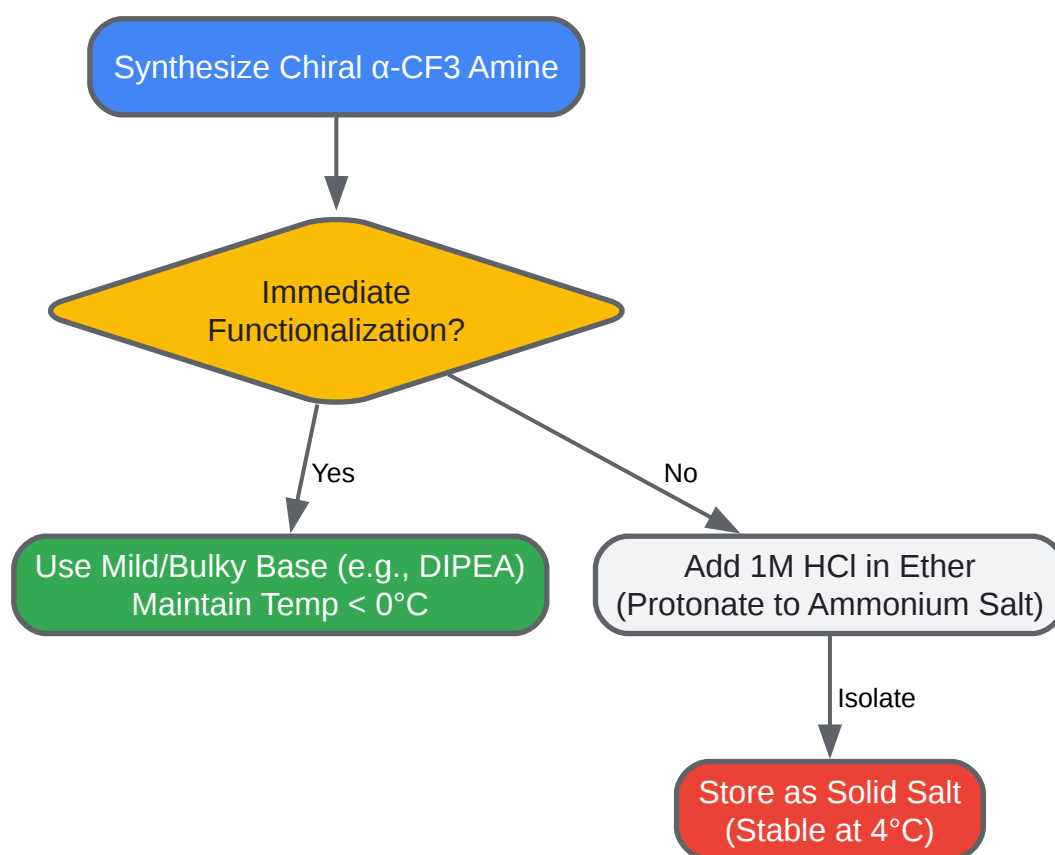 Synthesize Chiral α-CF3 Amine
Immediate
Functionalization?
Yes
No
Use Mild/Bulky Base (e.g., DIPEA)
Maintain Temp < 0°C
Add 1M HCl in Ether
(Protonate to Ammonium Salt)
Isolate
Store as Solid Salt
(Stable at 4°C)